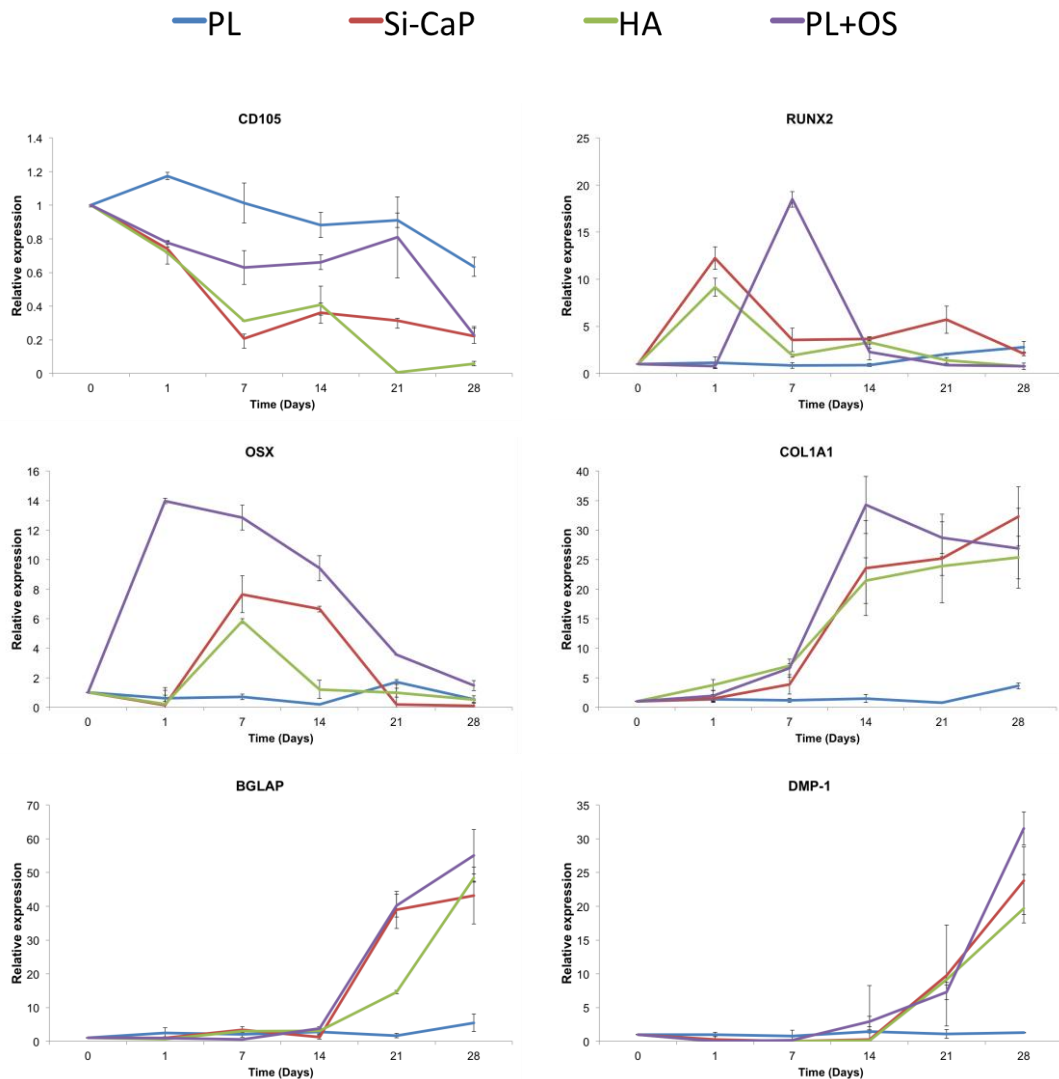 PL Si-CaP HA PL+OS
CD105
Relative expression
1.4
1.2
1
0.8
0.6
0.4
0.2
0
0 1 7 14 21 28
Time (Days)
RUNX2
Relative expression
25
20
15
10
5
0
0 1 7 14 21 28
Time (Days)
OSX
Relative expression
16
14
12
10
8
6
4
2
0
0 1 7 14 21 28
Time (Days)
COL1A1
Relative expression
40
35
30
25
20
15
10
5
0
0 1 7 14 21 28
Time (Days)
BGLAP
Relative expression
70
60
50
40
30
20
10
0
0 1 7 14 21 28
Time (Days)
DMP-1
Relative expression
35
30
25
20
15
10
5
0
0 1 7 14 21 28
Time (Days)